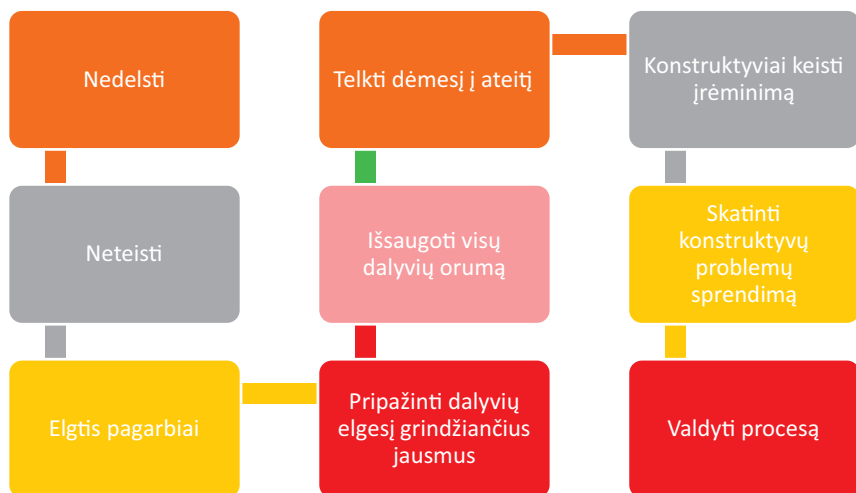 Nedelsti
Neteisti
Elgtis pagarbiai
Pripažinti dalyvių
elgesį grindžiančius
jausmus
Išsaugoti visų
dalyvių orumą
Telkti dėmesį į ateitį
Konstruktyviai keisti
įrėminimą
Skatinti
konstruktyvų
problemų
sprendimą
Valdyti procesą